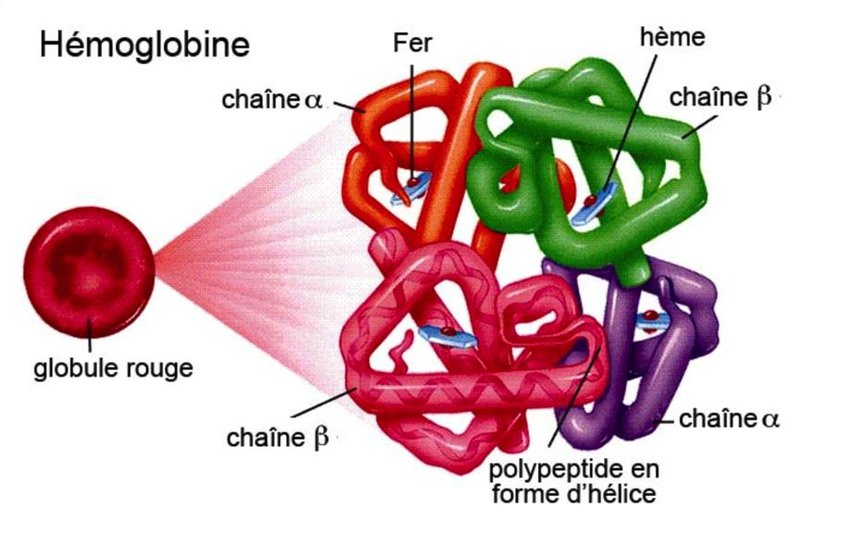 Hémoglobine
Fer
hème
chaîne α
chaîne β
globule rouge
chaîne β
chaîne α
polypeptide en
forme d'hélice